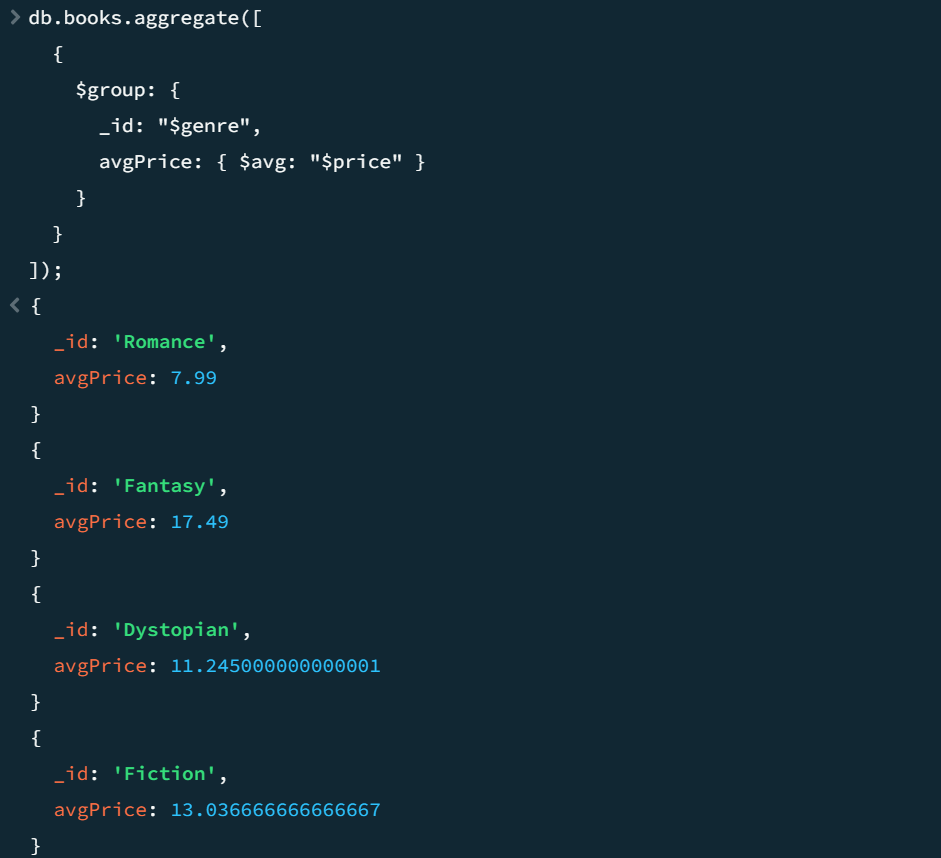 > db.books.aggregate([
{
$group: {
_id: "$genre",
avgPrice: { $avg: "$price" }
}
}
]);
< {
_id: 'Romance',
avgPrice: 7.99
}
{
_id: 'Fantasy',
avgPrice: 17.49
}
{
_id: 'Dystopian',
avgPrice: 11.245000000000001
}
{
_id: 'Fiction',
avgPrice: 13.036666666666667
}